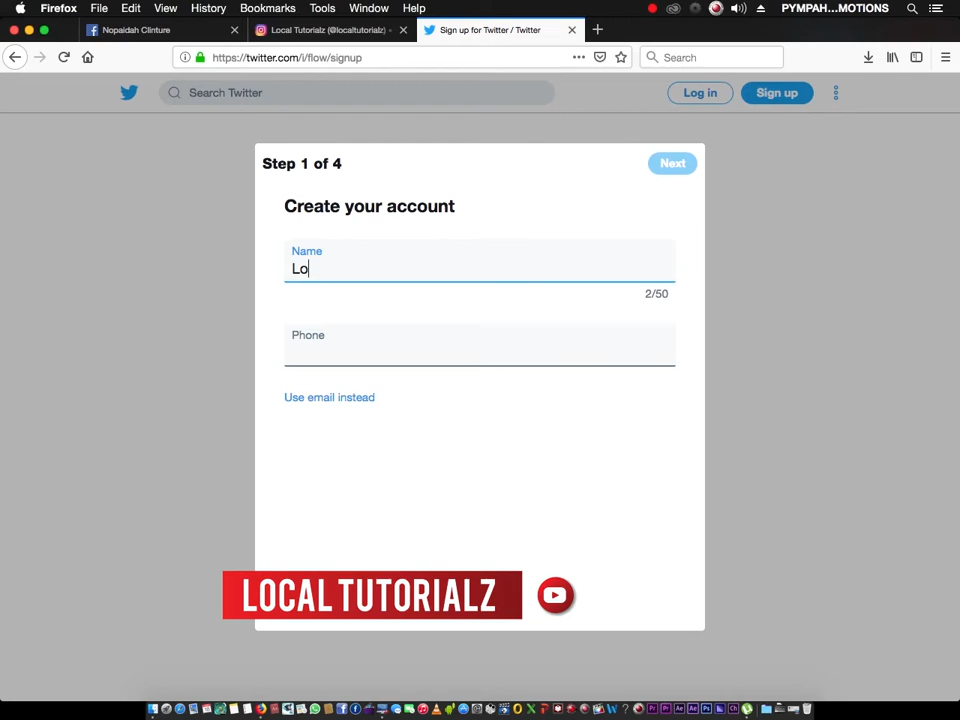 Firefox File Edit View History Bookmarks Tools Window Help PYMPAH...MOTIONS
Nopaidah Clinture Local Tutorialz (@localtutorialz) • Sign up for Twitter / Twitter
https://twitter.com/i/flow/signup Search
Search Twitter Log in Sign up
Step 1 of 4 Next
Create your account
Name
Lo
2/50
Phone
Use email instead
LOCAL TUTORIALZ